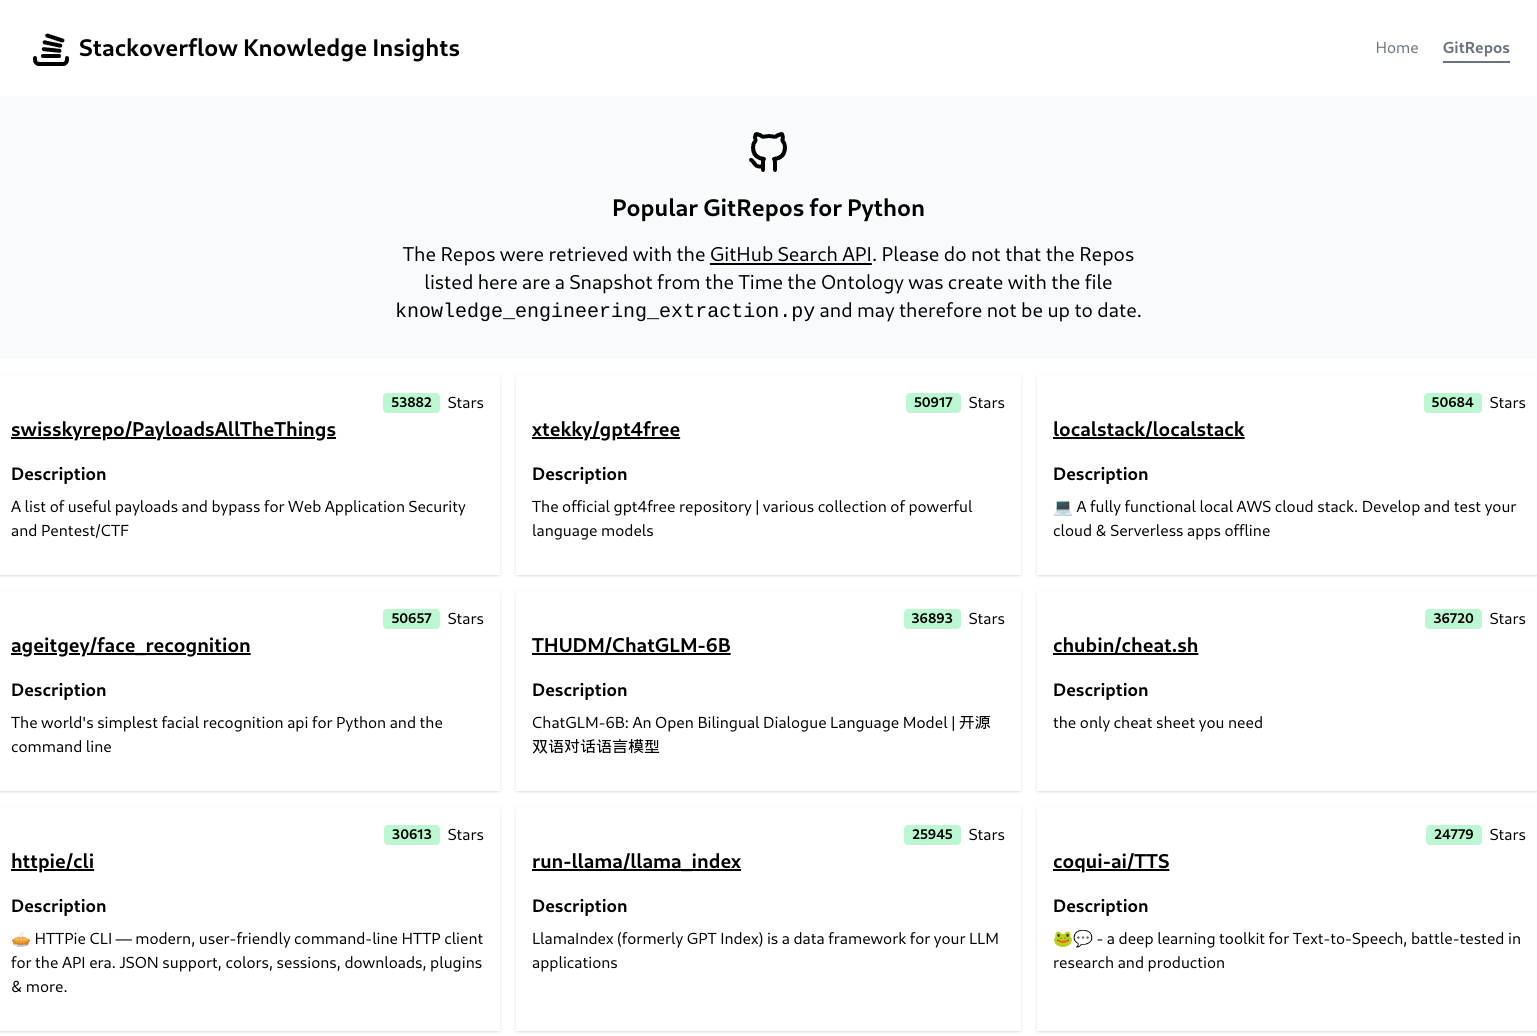 Stackoverflow Knowledge Insights
Home
GitRepos
Popular GitRepos for Python
The Repos were retrieved with the GitHub Search API. Please do not that the Repos
listed here are a Snapshot from the Time the Ontology was create with the file
knowledge_engineering_extraction.py and may therefore not be up to date.
53882 Stars
swisskyrepo/PayloadsAllTheThings
Description
A list of useful payloads and bypass for Web Application Security
and Pentest/CTF
50917 Stars
xtekky/gpt4free
Description
The official gpt4free repository | various collection of powerful
language models
50684 Stars
localstack/localstack
Description
💻 A fully functional local AWS cloud stack. Develop and test your
cloud & Serverless apps offline
50657 Stars
ageitgey/face_recognition
Description
The world's simplest facial recognition api for Python and the
command line
36893 Stars
THUDM/ChatGLM-6B
Description
ChatGLM-6B: An Open Bilingual Dialogue Language Model | 开源
双语对话语言模型
36720 Stars
chubin/cheat.sh
Description
the only cheat sheet you need
30613 Stars
httpie/cli
Description
🥧 HTTPie CLI — modern, user-friendly command-line HTTP client
for the API era. JSON support, colors, sessions, downloads, plugins
& more.
25945 Stars
run-llama/llama_index
Description
LlamaIndex (formerly GPT Index) is a data framework for your LLM
applications
24779 Stars
coqui-ai/TTS
Description
🐸💬 - a deep learning toolkit for Text-to-Speech, battle-tested in
research and production